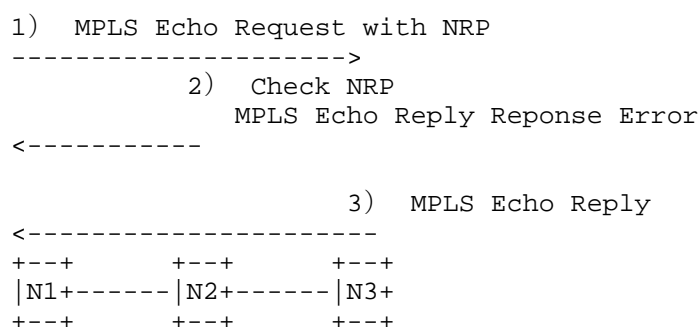 1） MPLS Echo Request with NRP
--------------------->
2） Check NRP
MPLS Echo Reply Reponse Error
<-----------
3） MPLS Echo Reply
<----------------------
+--+ +--+ +--+
|N1+------|N2+------|N3+
+--+ +--+ +--+